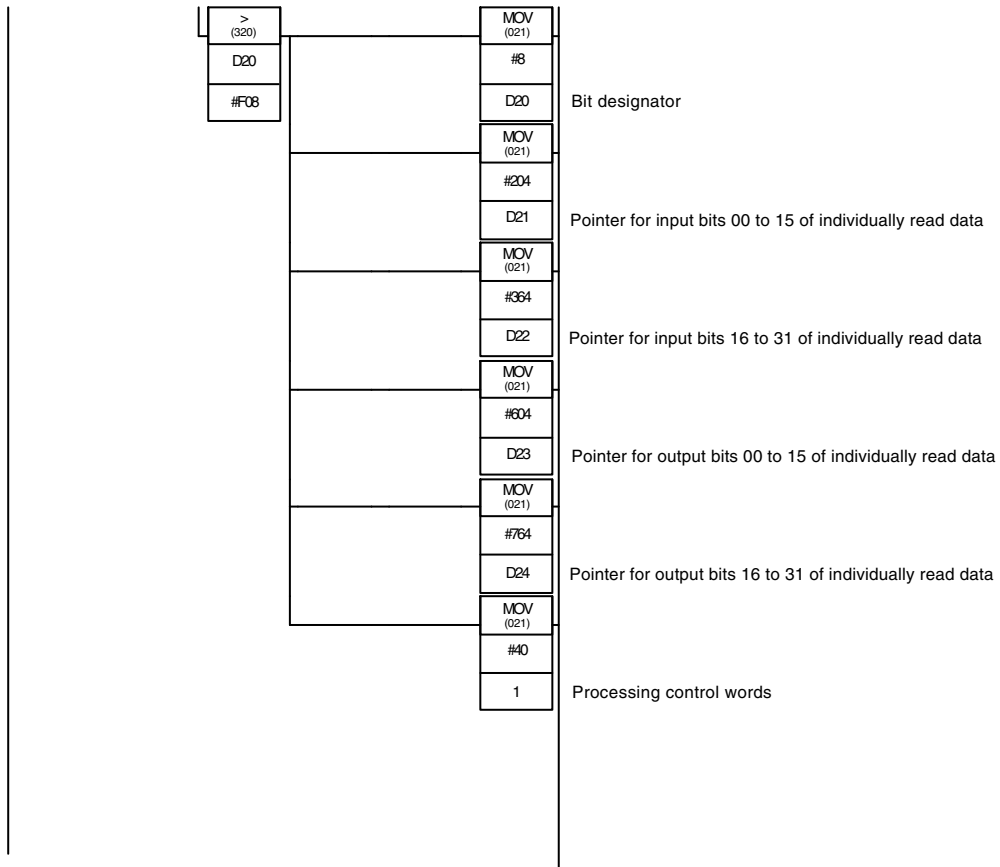 >
(320)
D20
#F08
MOV
(021)
#8
D20 Bit designator
MOV
(021)
#204
D21 Pointer for input bits 00 to 15 of individually read data
MOV
(021)
#364
D22 Pointer for input bits 16 to 31 of individually read data
MOV
(021)
#604
D23 Pointer for output bits 00 to 15 of individually read data
MOV
(021)
#764
D24 Pointer for output bits 16 to 31 of individually read data
MOV
(021)
#40
1 Processing control words